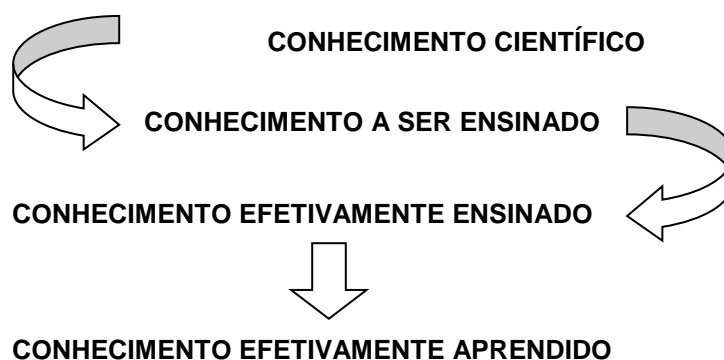 CONHECIMENTO CIENTÍFICO
CONHECIMENTO A SER ENSINADO
CONHECIMENTO EFETIVAMENTE ENSINADO
CONHECIMENTO EFETIVAMENTE APRENDIDO